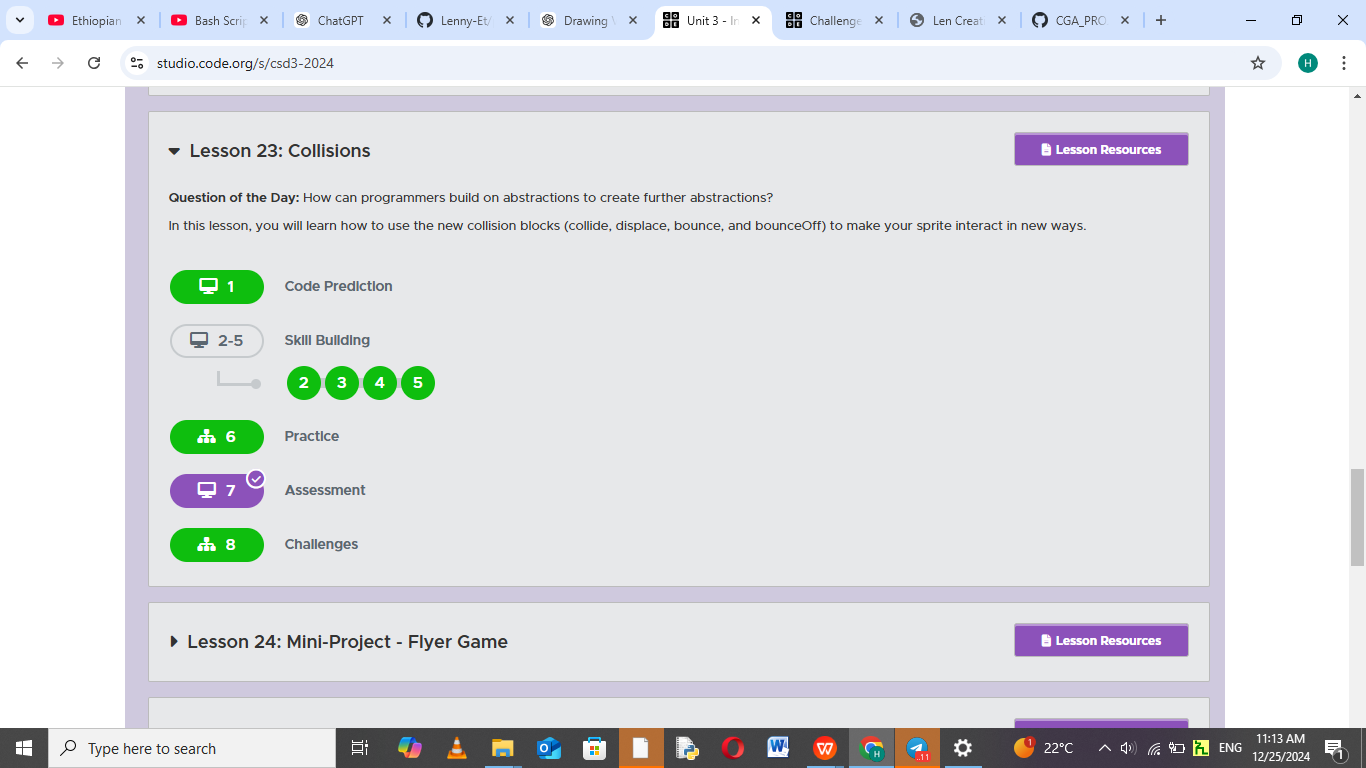 Ethiopian
Bash Scrip
ChatGPT
Lenny-Et/
Drawing
Unit 3 - In
Challenge
Len Creati
CGA_PRO
studio.code.org/s/csd3-2024
H
Lesson 23: Collisions
Lesson Resources
Question of the Day: How can programmers build on abstractions to create further abstractions?
In this lesson, you will learn how to use the new collision blocks (collide, displace, bounce, and bounceOff) to make your sprite interact in new ways.
1
Code Prediction
2-5
Skill Building
2 3 4 5
6
Practice
7
Assessment
8
Challenges
Lesson 24: Mini-Project - Flyer Game
Lesson Resources
Type here to search
22°C
ENG
11:13 AM
12/25/2024